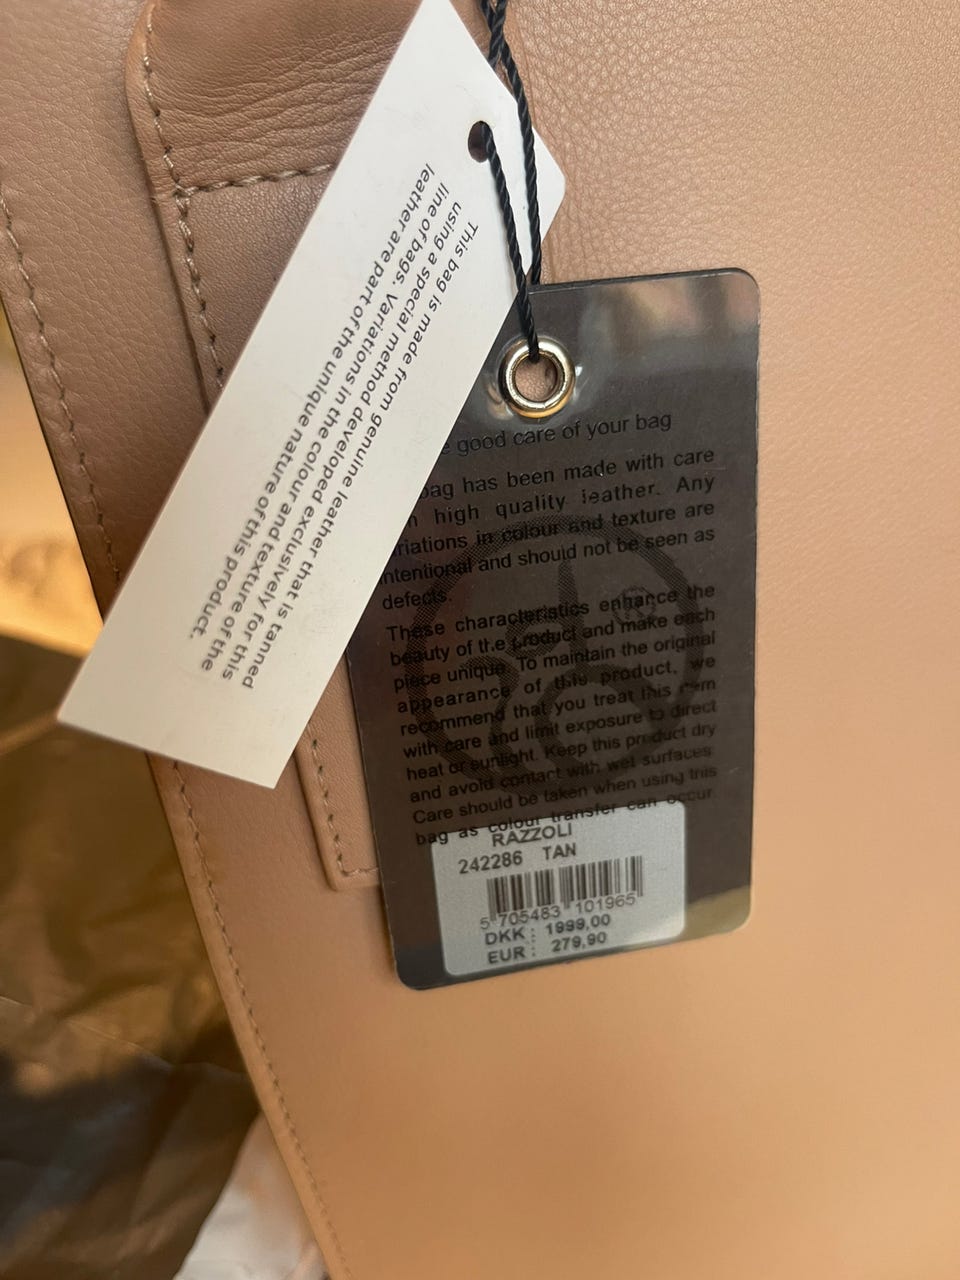 This bag is made from genuine leather that is tanned
using a special method developed exclusively for this
line of bags. Variations in the colour and texture of the
leather are part of the unique nature of this product.
good care of your bag
bag has been made with care
high quality leather. Any
variations in colour and texture are
intentional and should not be seen as
defects.
These characteristics enhance the
beauty of the product and make each
piece unique. To maintain the original
appearance of this product, we
recommend that you treat this item
with care and limit exposure to direct
heat or sunlight. Keep this product dry
and avoid contact with wet surfaces.
Care should be taken when using this
bag as colour transfer can occur.
RAZZOLI
242286 TAN
5 705483 101965
DKK : 1999,00
EUR : 279,90